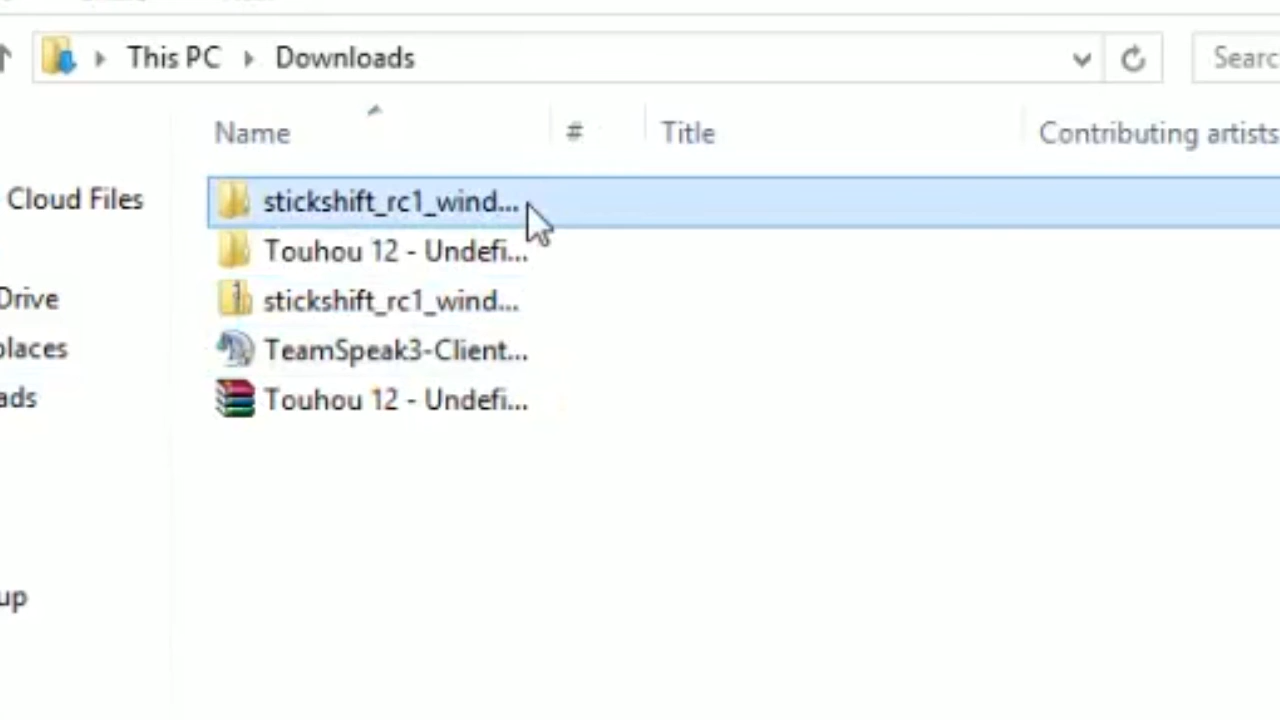 This PC
Downloads
Searc
Name
#
Title
Contributing artists
Cloud Files
stickshift_rc1_wind...
Touhou 12 - Undefi...
Drive
stickshift_rc1_wind...
places
TeamSpeak3-Client...
ads
Touhou 12 - Undefi...
up